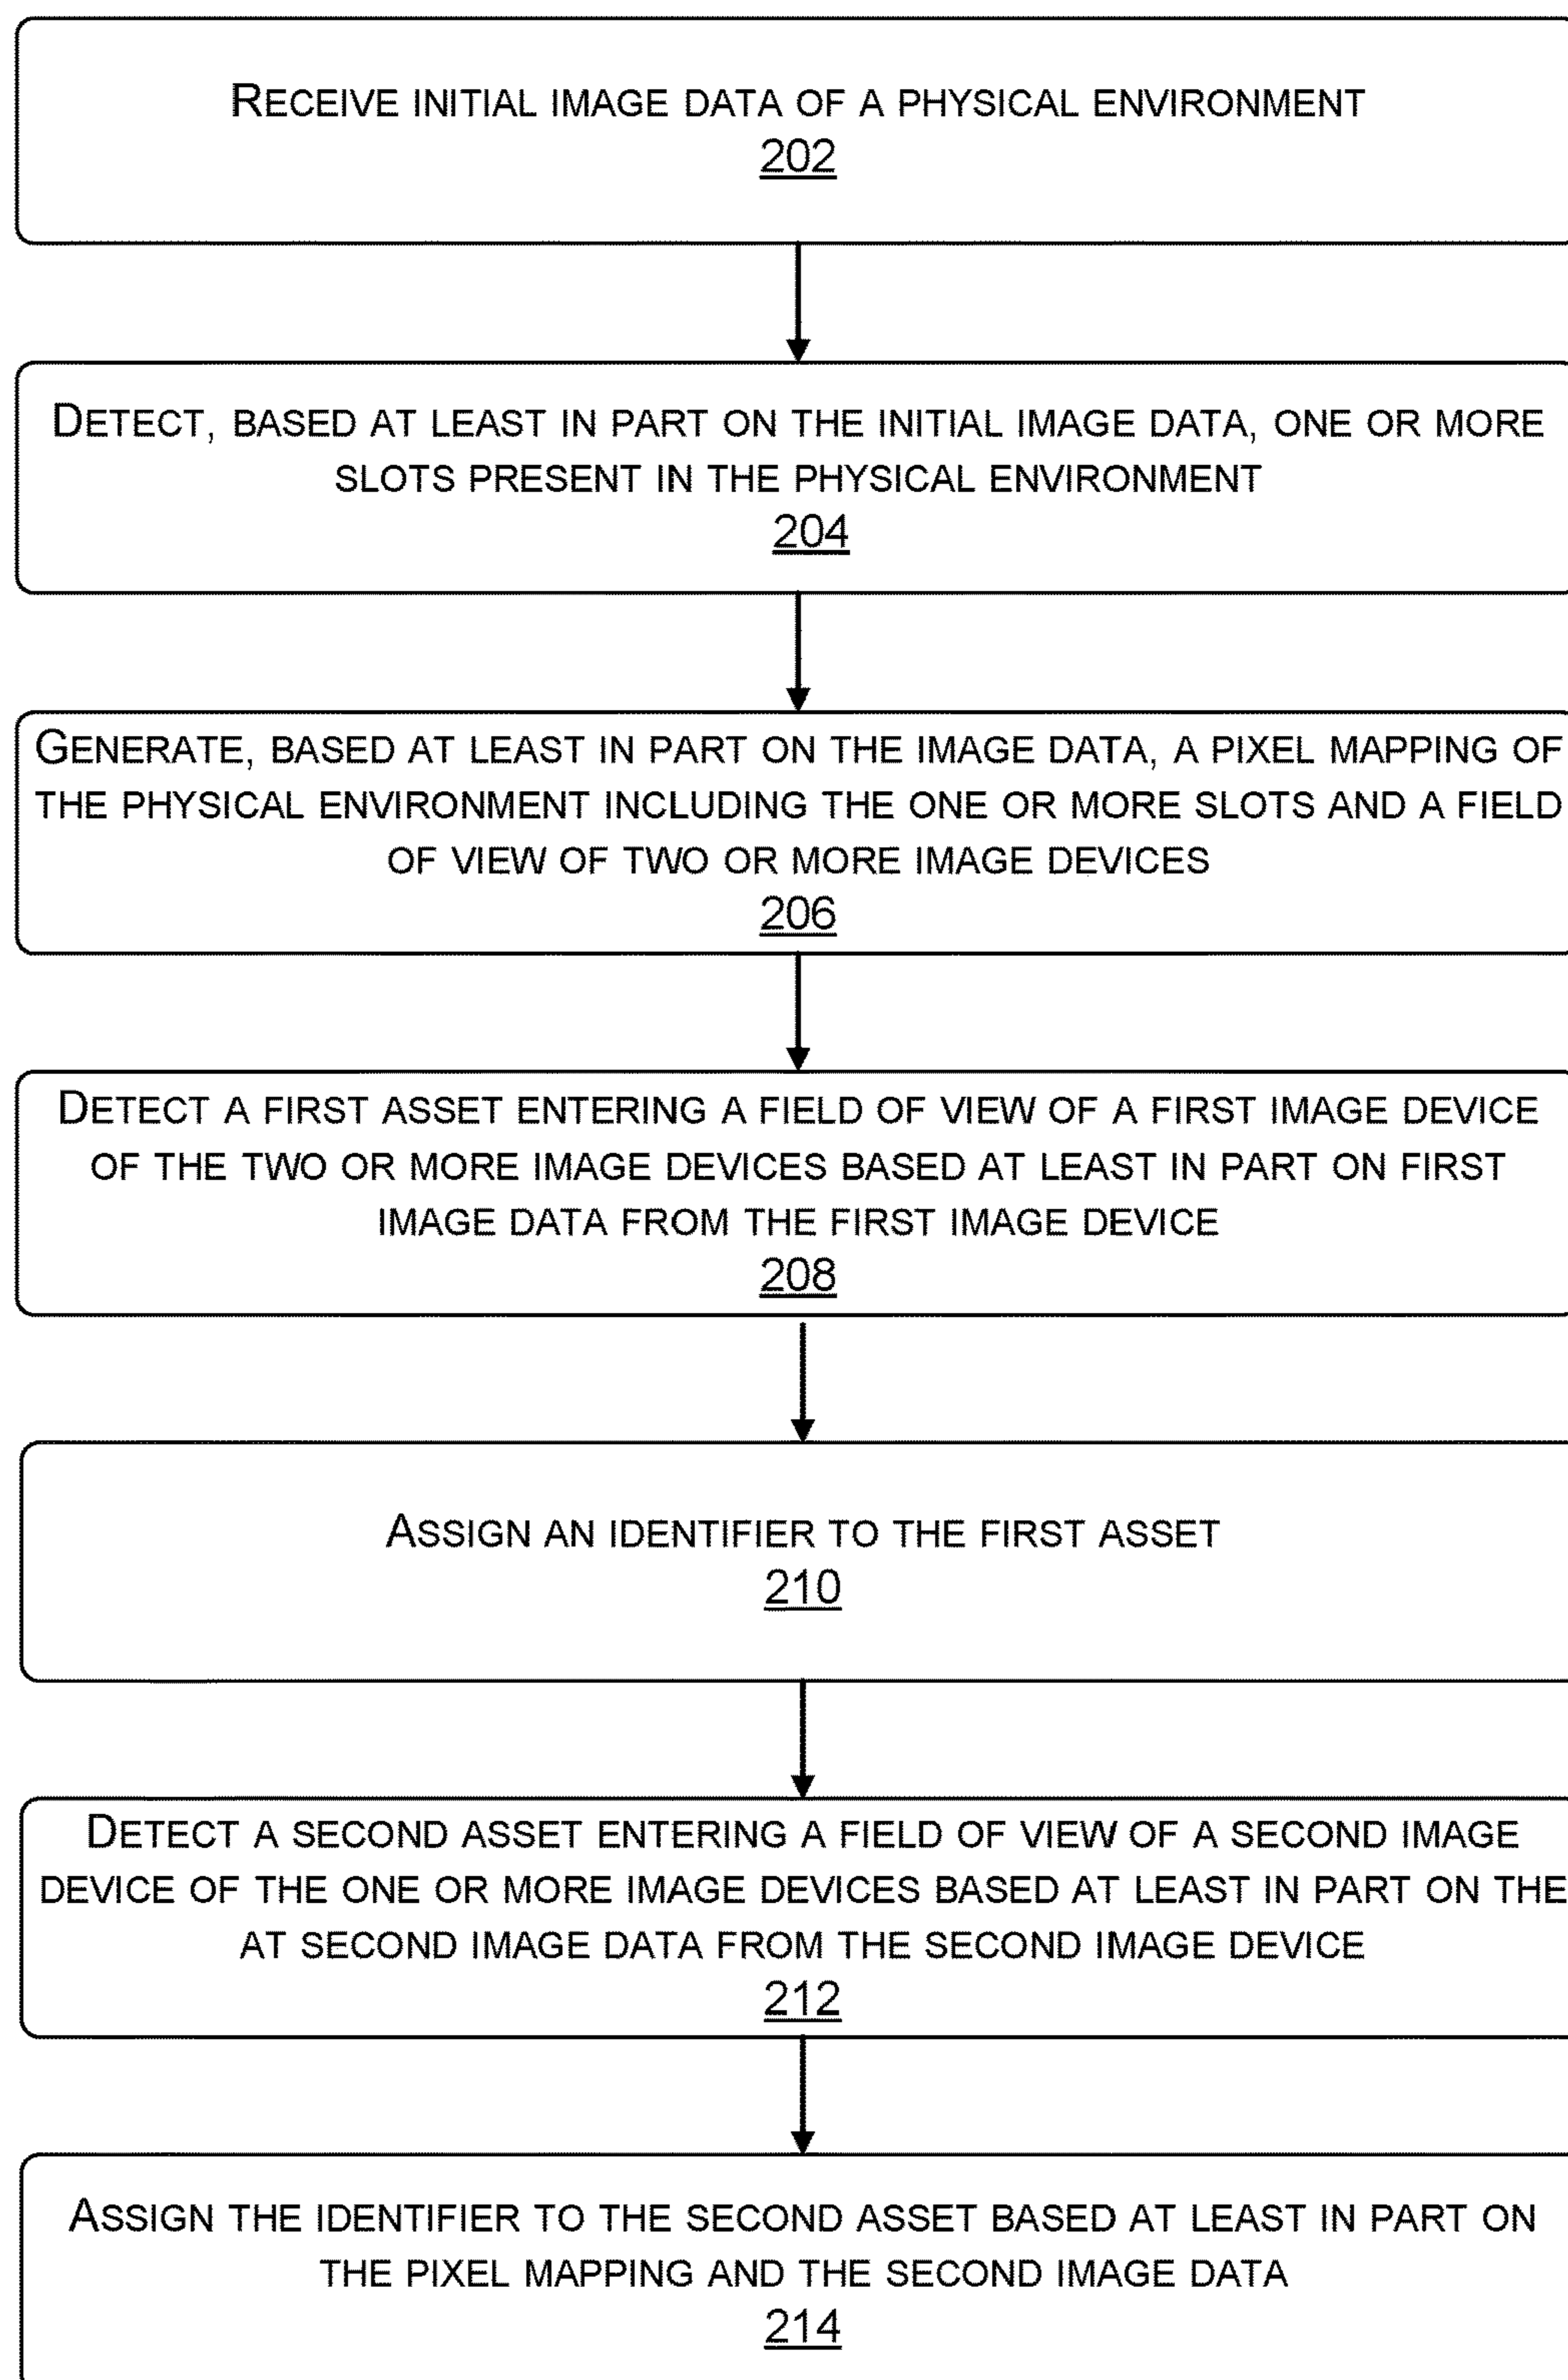 RECEIVE INITIAL IMAGE DATA OF A PHYSICAL ENVIRONMENT
202
DETECT, BASED AT LEAST IN PART ON THE INITIAL IMAGE DATA, ONE OR MORE
SLOTS PRESENT IN THE PHYSICAL ENVIRONMENT
204
GENERATE, BASED AT LEAST IN PART ON THE IMAGE DATA, A PIXEL MAPPING OF
THE PHYSICAL ENVIRONMENT INCLUDING THE ONE OR MORE SLOTS AND A FIELD
OF VIEW OF TWO OR MORE IMAGE DEVICES
206
DETECT A FIRST ASSET ENTERING A FIELD OF VIEW OF A FIRST IMAGE DEVICE
OF THE TWO OR MORE IMAGE DEVICES BASED AT LEAST IN PART ON FIRST
IMAGE DATA FROM THE FIRST IMAGE DEVICE
208
ASSIGN AN IDENTIFIER TO THE FIRST ASSET
210
DETECT A SECOND ASSET ENTERING A FIELD OF VIEW OF A SECOND IMAGE
DEVICE OF THE ONE OR MORE IMAGE DEVICES BASED AT LEAST IN PART ON THE
AT SECOND IMAGE DATA FROM THE SECOND IMAGE DEVICE
212
ASSIGN THE IDENTIFIER TO THE SECOND ASSET BASED AT LEAST IN PART ON
THE PIXEL MAPPING AND THE SECOND IMAGE DATA
214